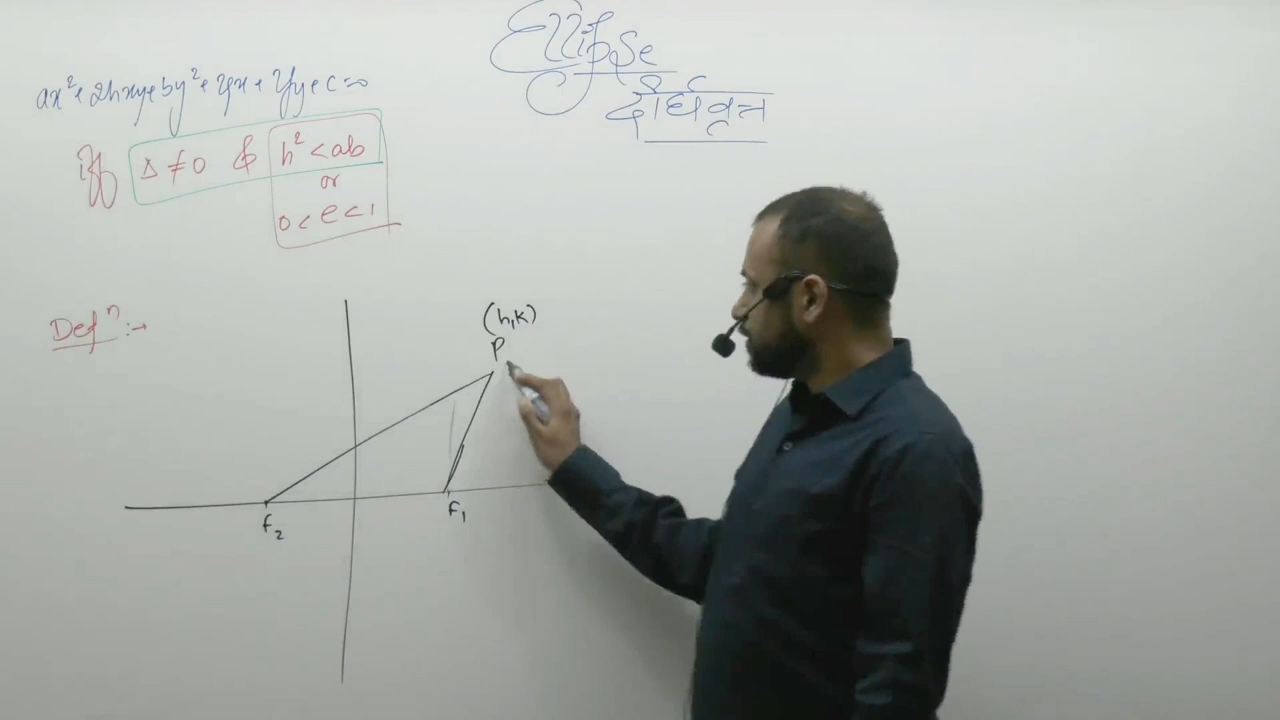 Ellipse
दीर्घवृत्त
ax² + 2hxy + by² + 2gx + 2fy + c = 0
iff Δ ≠ 0 & h² < ab
or
0 < e < 1
Defⁿ :→
(h,k)
P
F₂
F₁